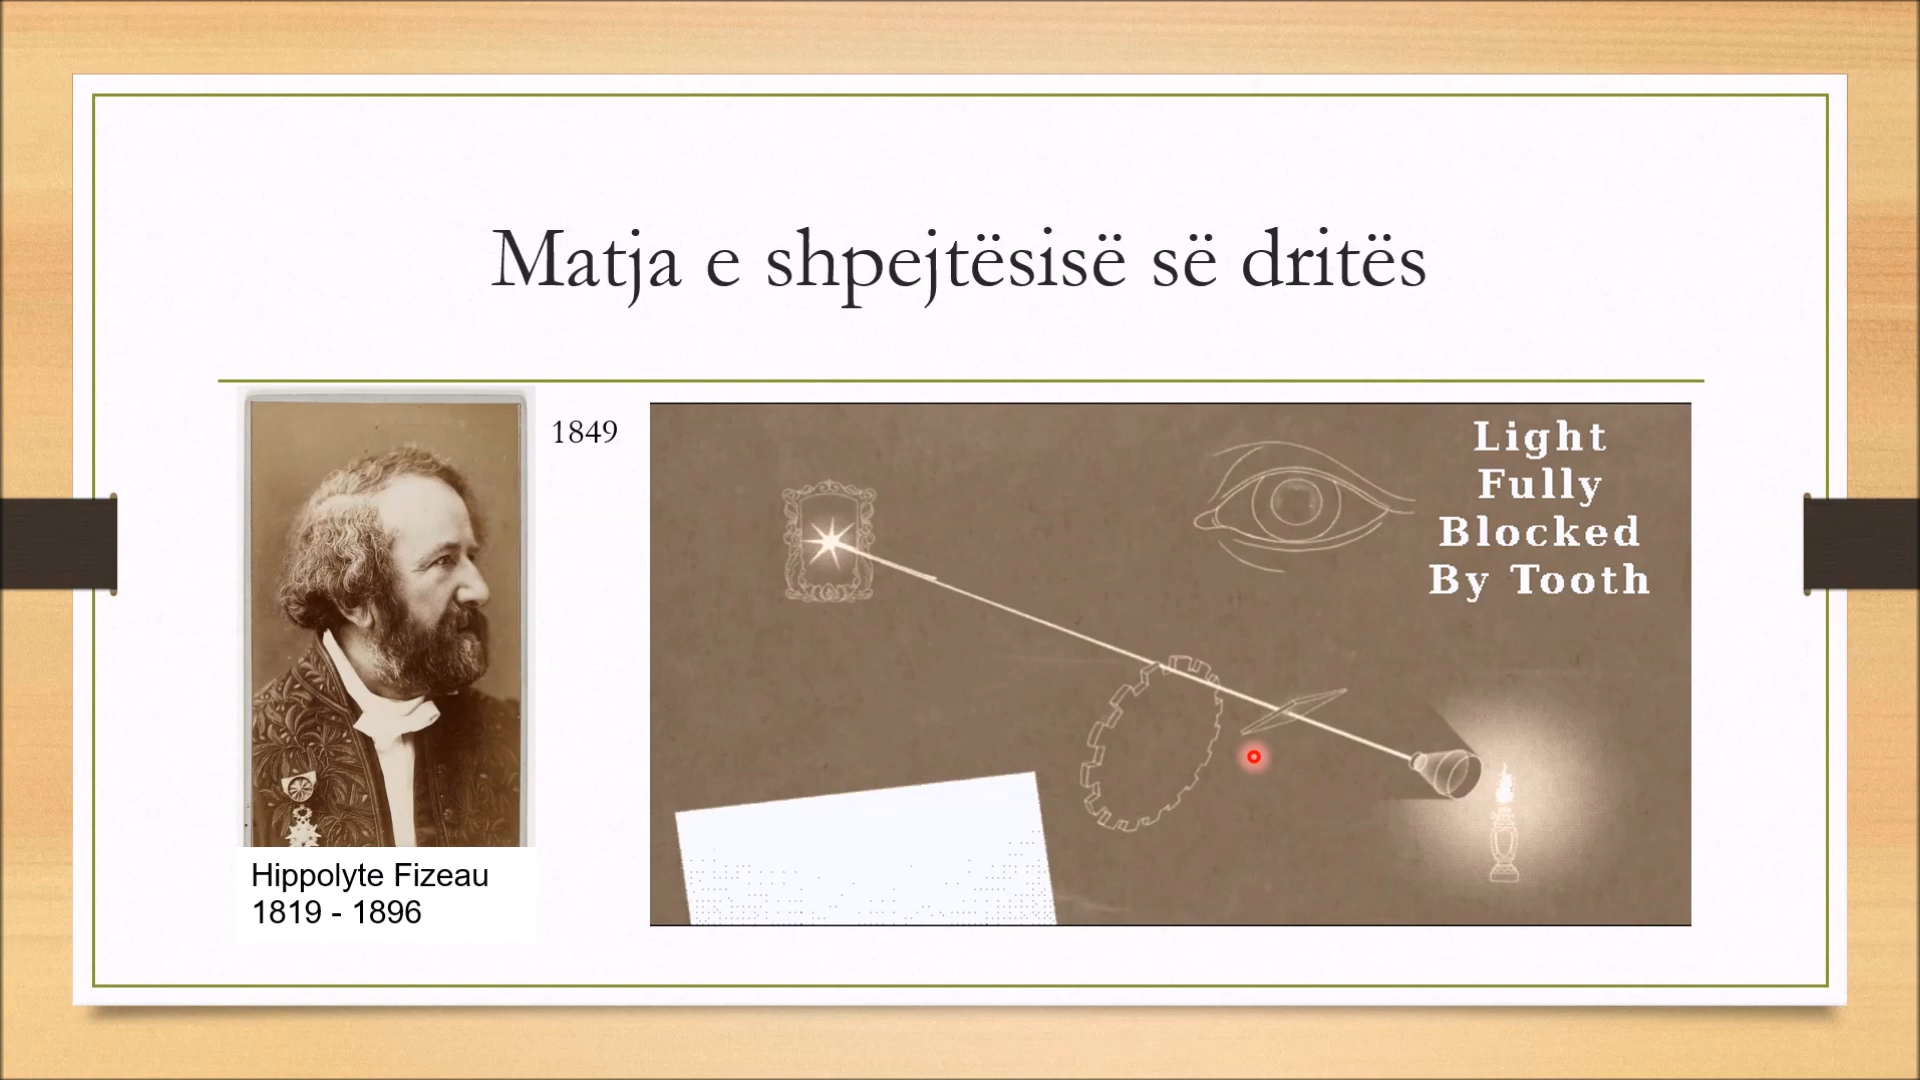 Matja e shpejtësisë së dritës
1849
Light
Fully
Blocked
By Tooth
Hippolyte Fizeau
1819 - 1896